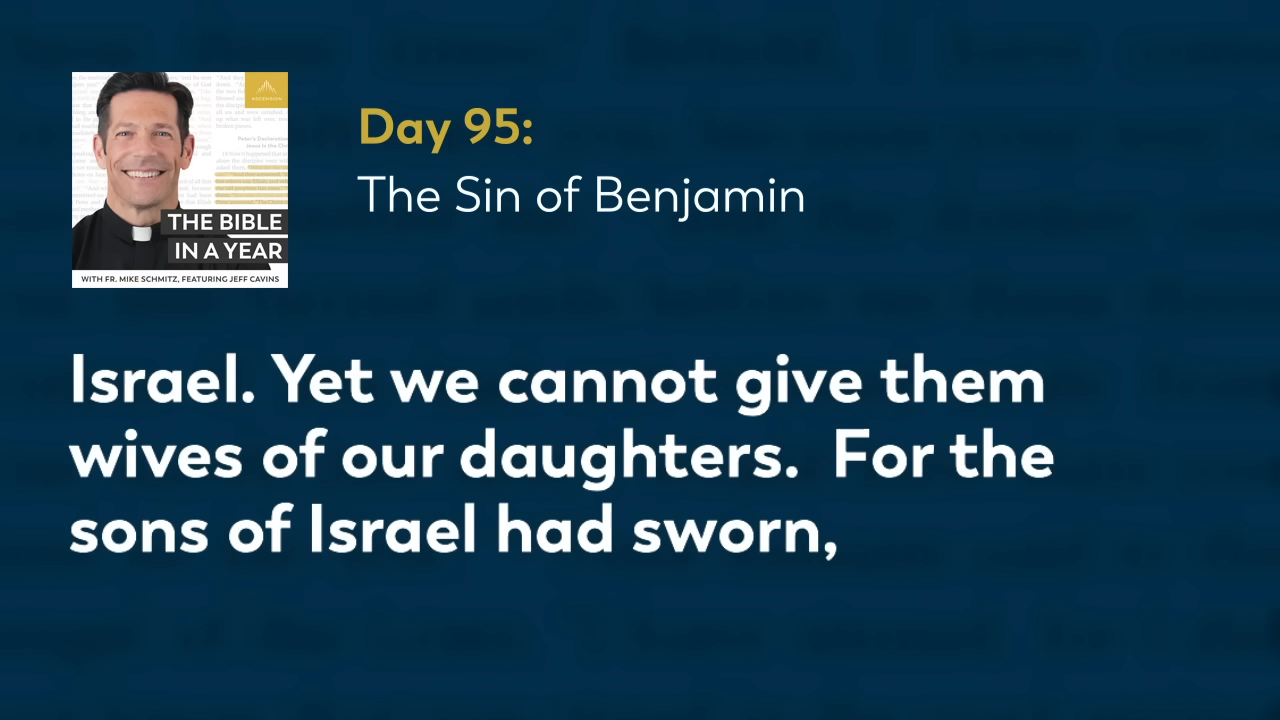 ASCENSION
THE BIBLE
IN A YEAR
WITH FR. MIKE SCHMITZ, FEATURING JEFF CAVINS
Day 95:
The Sin of Benjamin
Israel. Yet we cannot give them
wives of our daughters.  For the
sons of Israel had sworn,